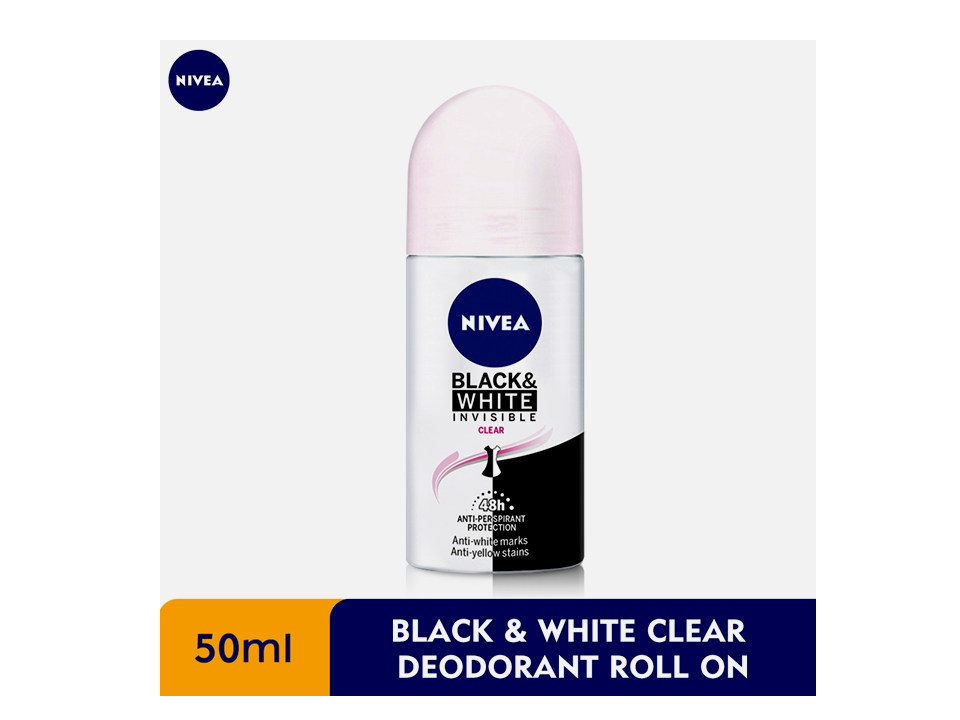 NIVEA
NIVEA
BLACK&
WHITE
INVISIBLE
CLEAR
48h
ANTI-PERSPIRANT
PROTECTION
Anti-white marks
Anti-yellow stains
50ml
BLACK & WHITE CLEAR
DEODORANT ROLL ON